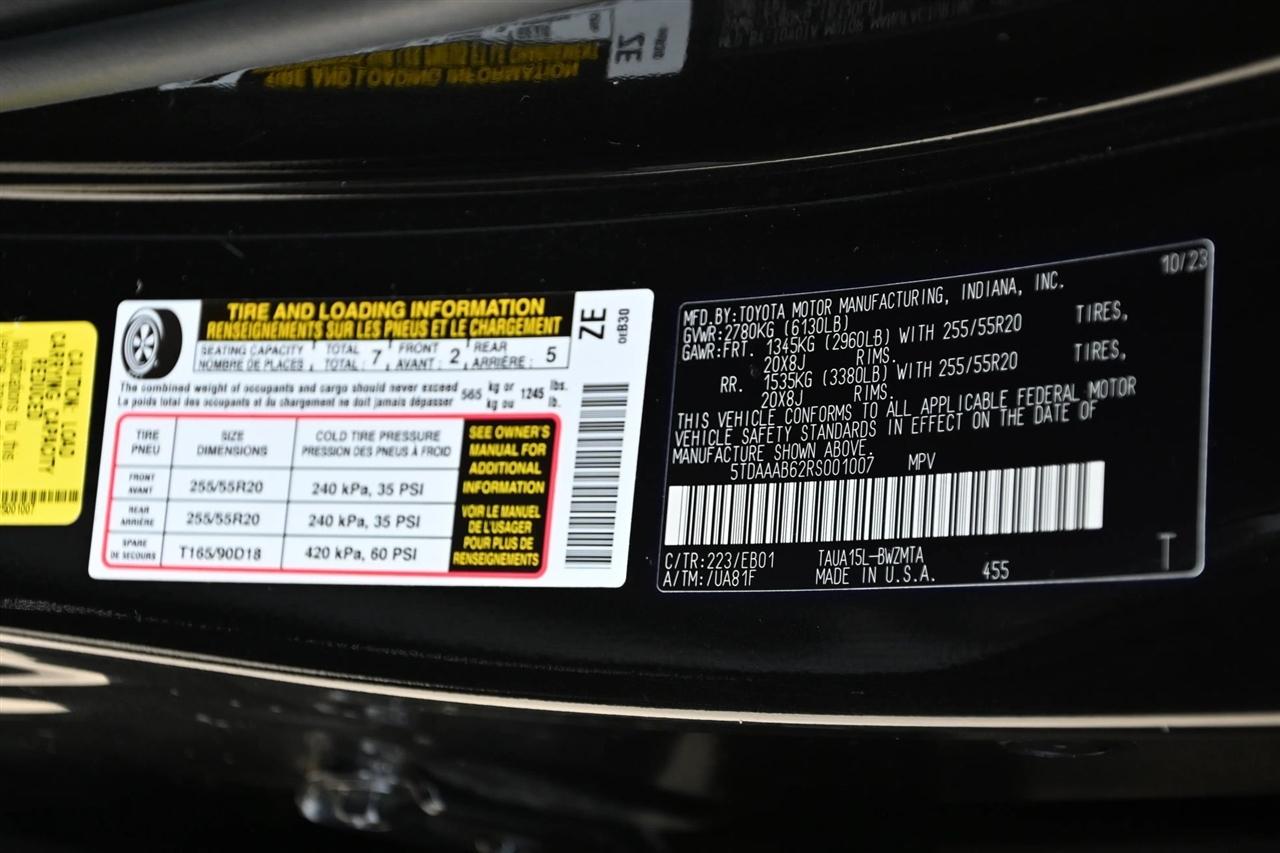 CAUTION - LOAD
CARRYING CAPACITY
REDUCED
Modifications to this
TIRE AND LOADING INFORMATION
RENSEIGNEMENTS SUR LES PNEUS ET LE CHARGEMENT
SEATING CAPACITY TOTAL 7 FRONT 2 REAR 5
NOMBRE DE PLACES TOTAL: AVANT: ARRIÈRE:
ZE
The combined weight of occupants and cargo should never exceed 565 kg or 1245 lbs.
Le poids total des occupants et du chargement ne doit jamais dépasser kg ou lb.
TIRE SIZE COLD TIRE PRESSURE
PNEU DIMENSIONS PRESSION DES PNEUS À FROID
FRONT
AVANT 255/55R20 240 kPa, 35 PSI
REAR
ARRIÈRE 255/55R20 240 kPa, 35 PSI
SPARE
DE SECOURS T165/90D18 420 kPa, 60 PSI
SEE OWNER'S
MANUAL FOR
ADDITIONAL
INFORMATION
VOIR LE MANUEL
DE L'USAGER
POUR PLUS DE
RENSEIGNEMENTS
10/23
MFD.BY:TOYOTA MOTOR MANUFACTURING, INDIANA, INC.
GVWR:2780KG (6130LB)
GAWR:FRT. 1345KG (2960LB) WITH 255/55R20 TIRES,
20X8J RIMS.
RR. 1535KG (3380LB) WITH 255/55R20 TIRES,
20X8J RIMS.
THIS VEHICLE CONFORMS TO ALL APPLICABLE FEDERAL MOTOR
VEHICLE SAFETY STANDARDS IN EFFECT ON THE DATE OF
MANUFACTURE SHOWN ABOVE.
5TDAAAB62RS001007 MPV
C/TR:223/EB01 TAUA15L-BWZMTA
A/TM:/UA81F MADE IN U.S.A. 455
T